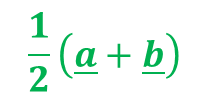 1/2 (a + b)